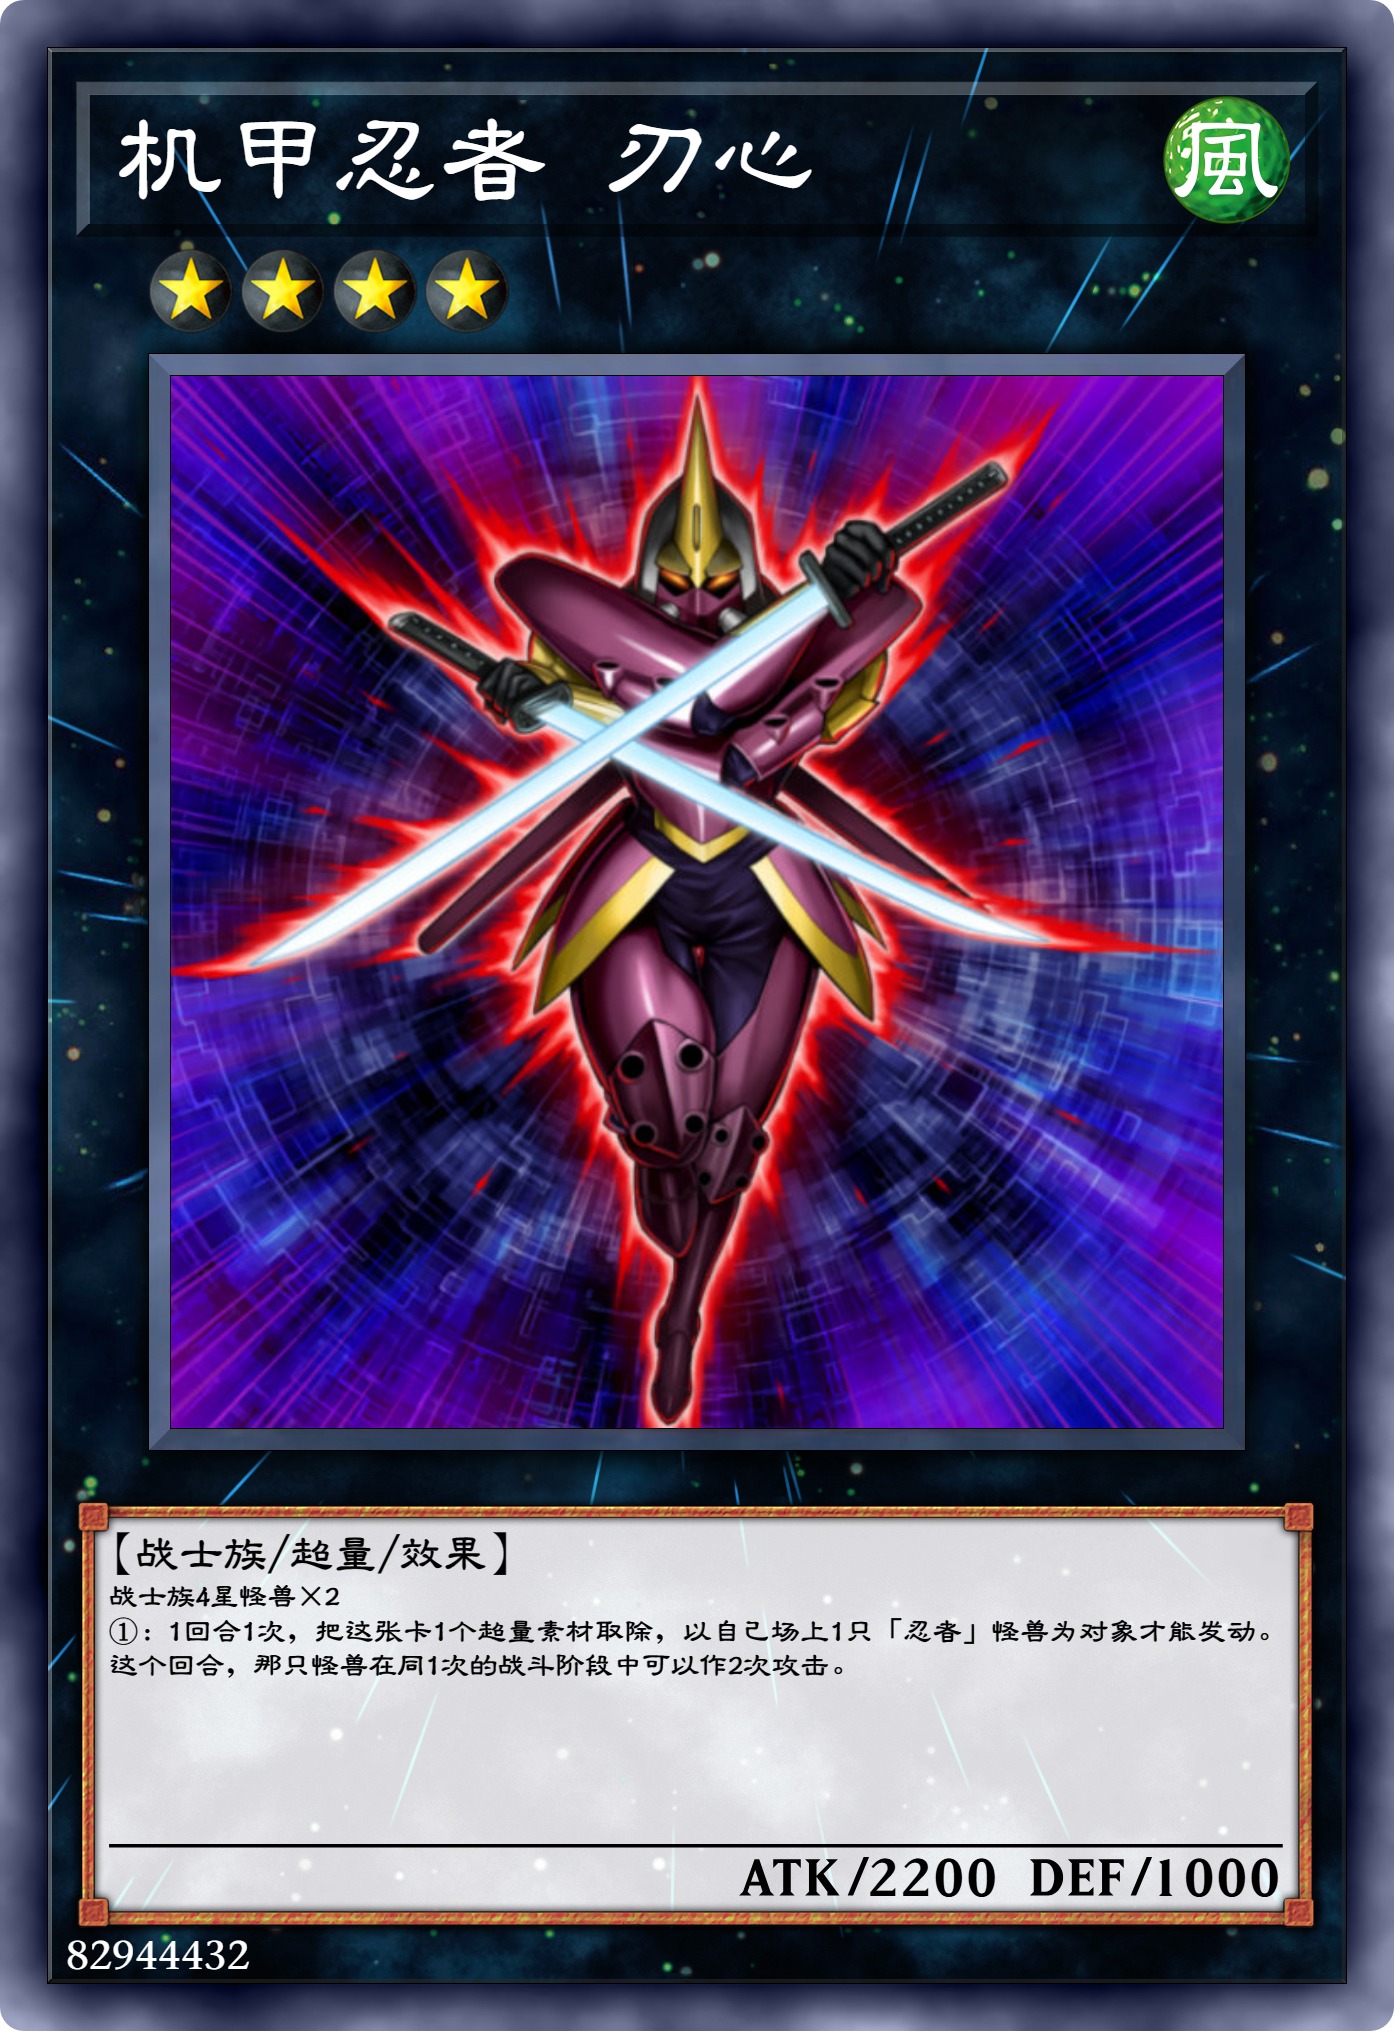 机甲忍者 刃心
風
【战士族/超量/效果】
战士族4星怪兽×2
①：1回合1次，把这张卡1个超量素材取除，以自己场上1只「忍者」怪兽为对象才能发动。
这个回合，那只怪兽在同1次的战斗阶段中可以作2次攻击。
ATK/2200 DEF/1000
82944432